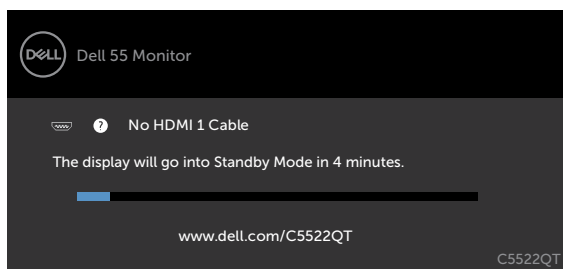 DELL Dell 55 Monitor
? No HDMI 1 Cable
The display will go into Standby Mode in 4 minutes.
www.dell.com/C5522QT
C5522QT